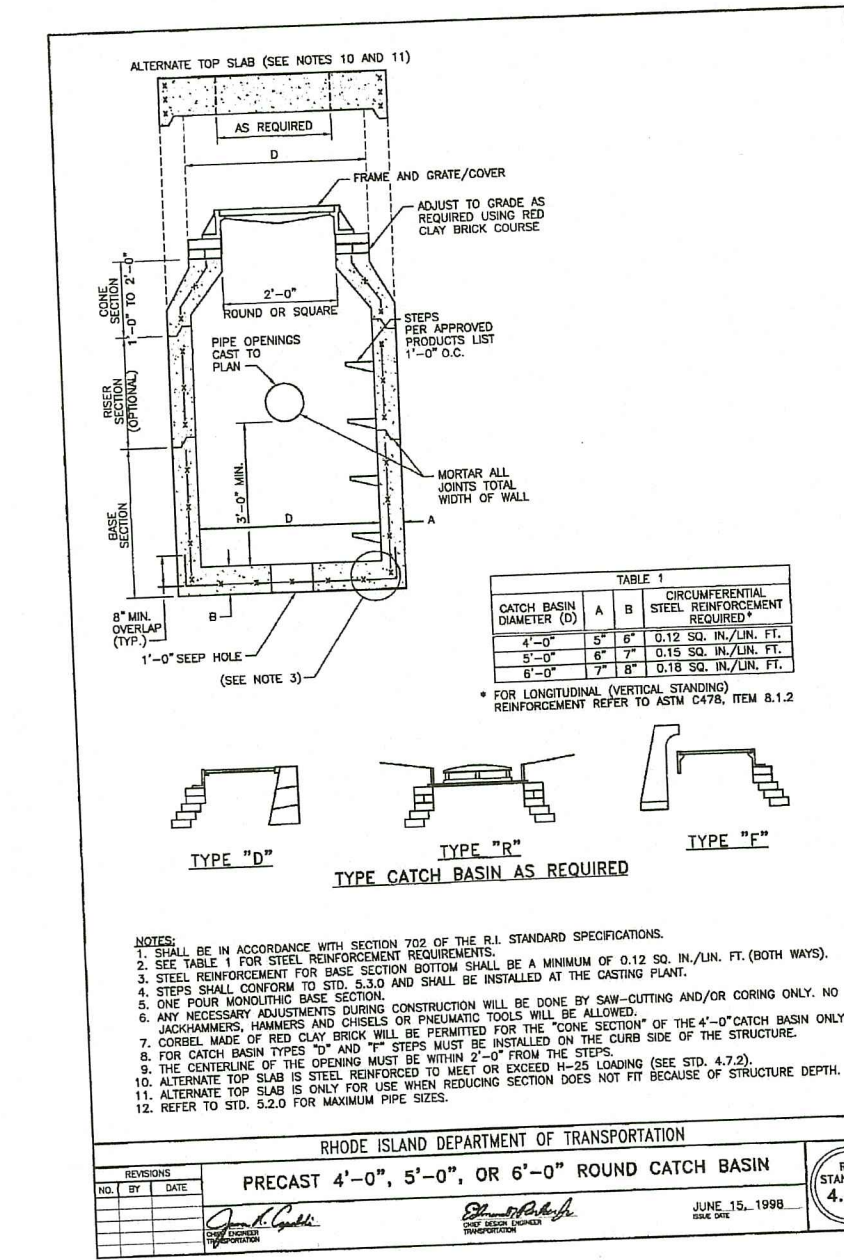 ALTERNATE TOP SLAB (SEE NOTES 10 AND 11)
AS REQUIRED
D
FRAME AND GRATE/COVER
ADJUST TO GRADE AS
REQUIRED USING RED
CLAY BRICK COURSE
CONE
SECTION
1'-0" TO 2'-0"
2'-0"
ROUND OR SQUARE
STEPS
PER APPROVED
PRODUCTS LIST
1'-0" O.C.
PIPE OPENINGS
CAST TO
PLAN
RISER
SECTION
(OPTIONAL)
3'-0" MIN.
MORTAR ALL
JOINTS TOTAL
WIDTH OF WALL
BASE
SECTION
D
A
8" MIN.
OVERLAP
(TYP.)
B
1'-0" SEEP HOLE
(SEE NOTE 3)
TABLE 1
CATCH BASIN
DIAMETER (D)
A
B
CIRCUMFERENTIAL
STEEL REINFORCEMENT
REQUIRED*
4'-0" 5" 6" 0.12 SQ. IN./LIN. FT.
5'-0" 6" 7" 0.15 SQ. IN./LIN. FT.
6'-0" 7" 8" 0.18 SQ. IN./LIN. FT.
* FOR LONGITUDINAL (VERTICAL STANDING)
REINFORCEMENT REFER TO ASTM C478, ITEM 8.1.2
TYPE "D"
TYPE "R"
TYPE "F"
TYPE CATCH BASIN AS REQUIRED
NOTES:
1. SHALL BE IN ACCORDANCE WITH SECTION 702 OF THE R.I. STANDARD SPECIFICATIONS.
2. SEE TABLE 1 FOR STEEL REINFORCEMENT REQUIREMENTS.
3. STEEL REINFORCEMENT FOR BASE SECTION BOTTOM SHALL BE A MINIMUM OF 0.12 SQ. IN./LIN. FT. (BOTH WAYS).
4. STEPS SHALL CONFORM TO STD. 5.3.0 AND SHALL BE INSTALLED AT THE CASTING PLANT.
5. ONE POUR MONOLITHIC BASE SECTION.
6. ANY NECESSARY ADJUSTMENTS DURING CONSTRUCTION WILL BE DONE BY SAW-CUTTING AND/OR CORING ONLY. NO
JACKHAMMERS, HAMMERS AND CHISELS OR PNEUMATIC TOOLS WILL BE ALLOWED.
7. CORBEL MADE OF RED CLAY BRICK WILL BE PERMITTED FOR THE "CONE SECTION" OF THE 4'-0" CATCH BASIN ONLY
8. FOR CATCH BASIN TYPES "D" AND "F" STEPS MUST BE INSTALLED ON THE CURB SIDE OF THE STRUCTURE.
9. THE CENTERLINE OF THE OPENING MUST BE WITHIN 2'-0" FROM THE STEPS.
10. ALTERNATE TOP SLAB IS STEEL REINFORCED TO MEET OR EXCEED H-25 LOADING (SEE STD. 4.7.2).
11. ALTERNATE TOP SLAB IS ONLY FOR USE WHEN REDUCING SECTION DOES NOT FIT BECAUSE OF STRUCTURE DEPTH.
12. REFER TO STD. 5.2.0 FOR MAXIMUM PIPE SIZES.
RHODE ISLAND DEPARTMENT OF TRANSPORTATION
REVISIONS
NO. BY DATE
PRECAST 4'-0", 5'-0", OR 6'-0" ROUND CATCH BASIN
CHIEF ENGINEER
TRANSPORTATION
CHIEF DESIGN ENGINEER
TRANSPORTATION
JUNE 15, 1998
ISSUE DATE
R
STAN
4.